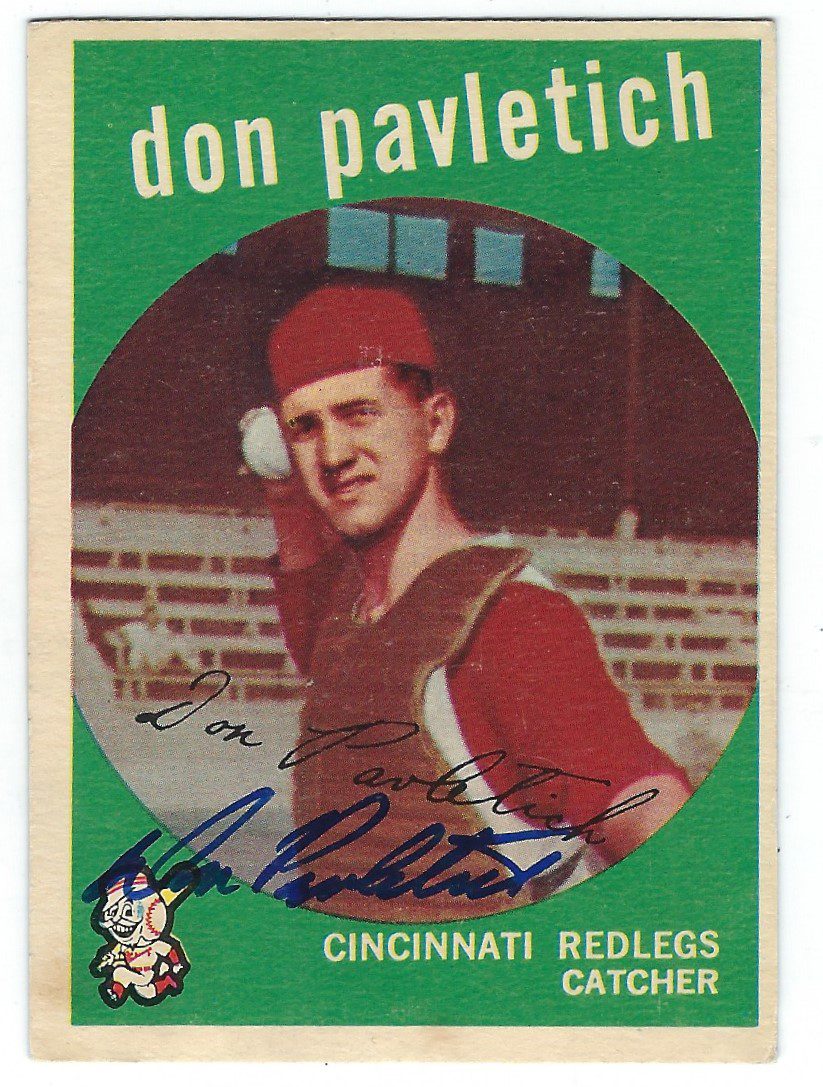 don pavletich
Don Pavletich
Don Pavletich
CINCINNATI REDLEGS
CATCHER